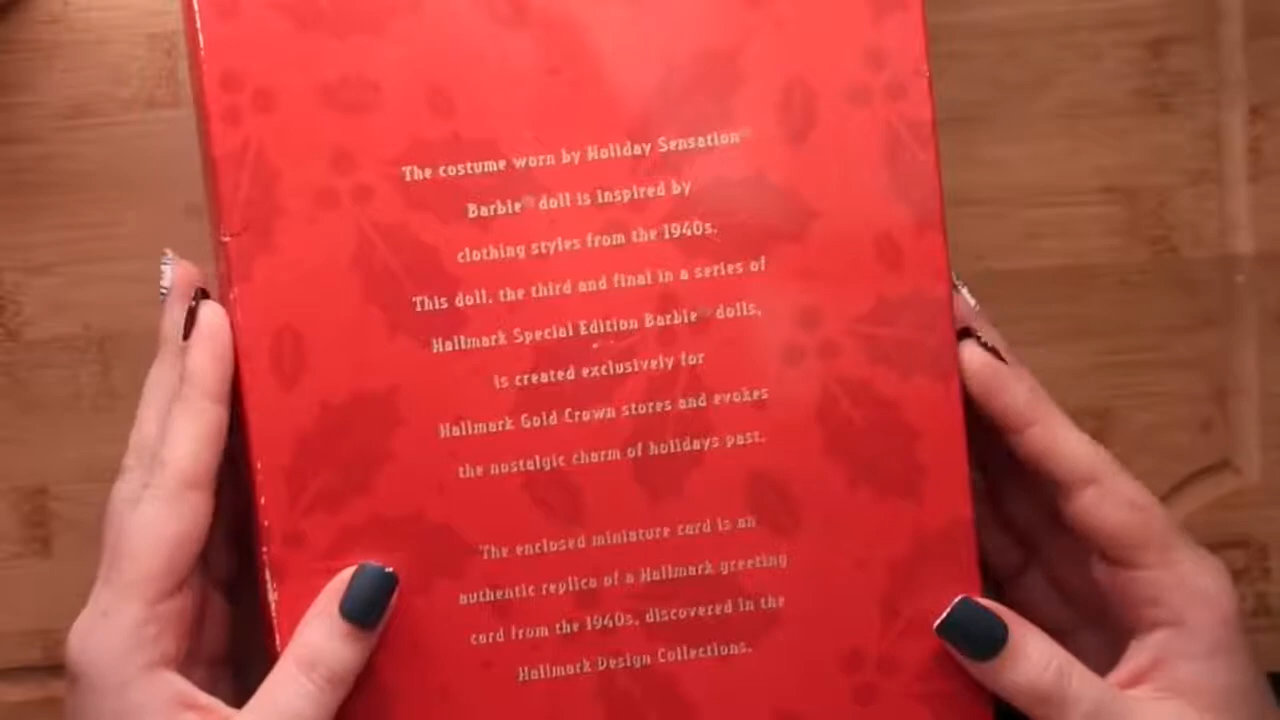 The costume worn by Holiday Sensation®
Barbie® doll is inspired by
clothing styles from the 1940s.
This doll, the third and final in a series of
Hallmark Special Edition Barbie® dolls,
is created exclusively for
Hallmark Gold Crown stores and evokes
the nostalgic charm of holidays past.
The enclosed miniature card is an
authentic replica of a Hallmark greeting
card from the 1940s, discovered in the
Hallmark Design Collections.